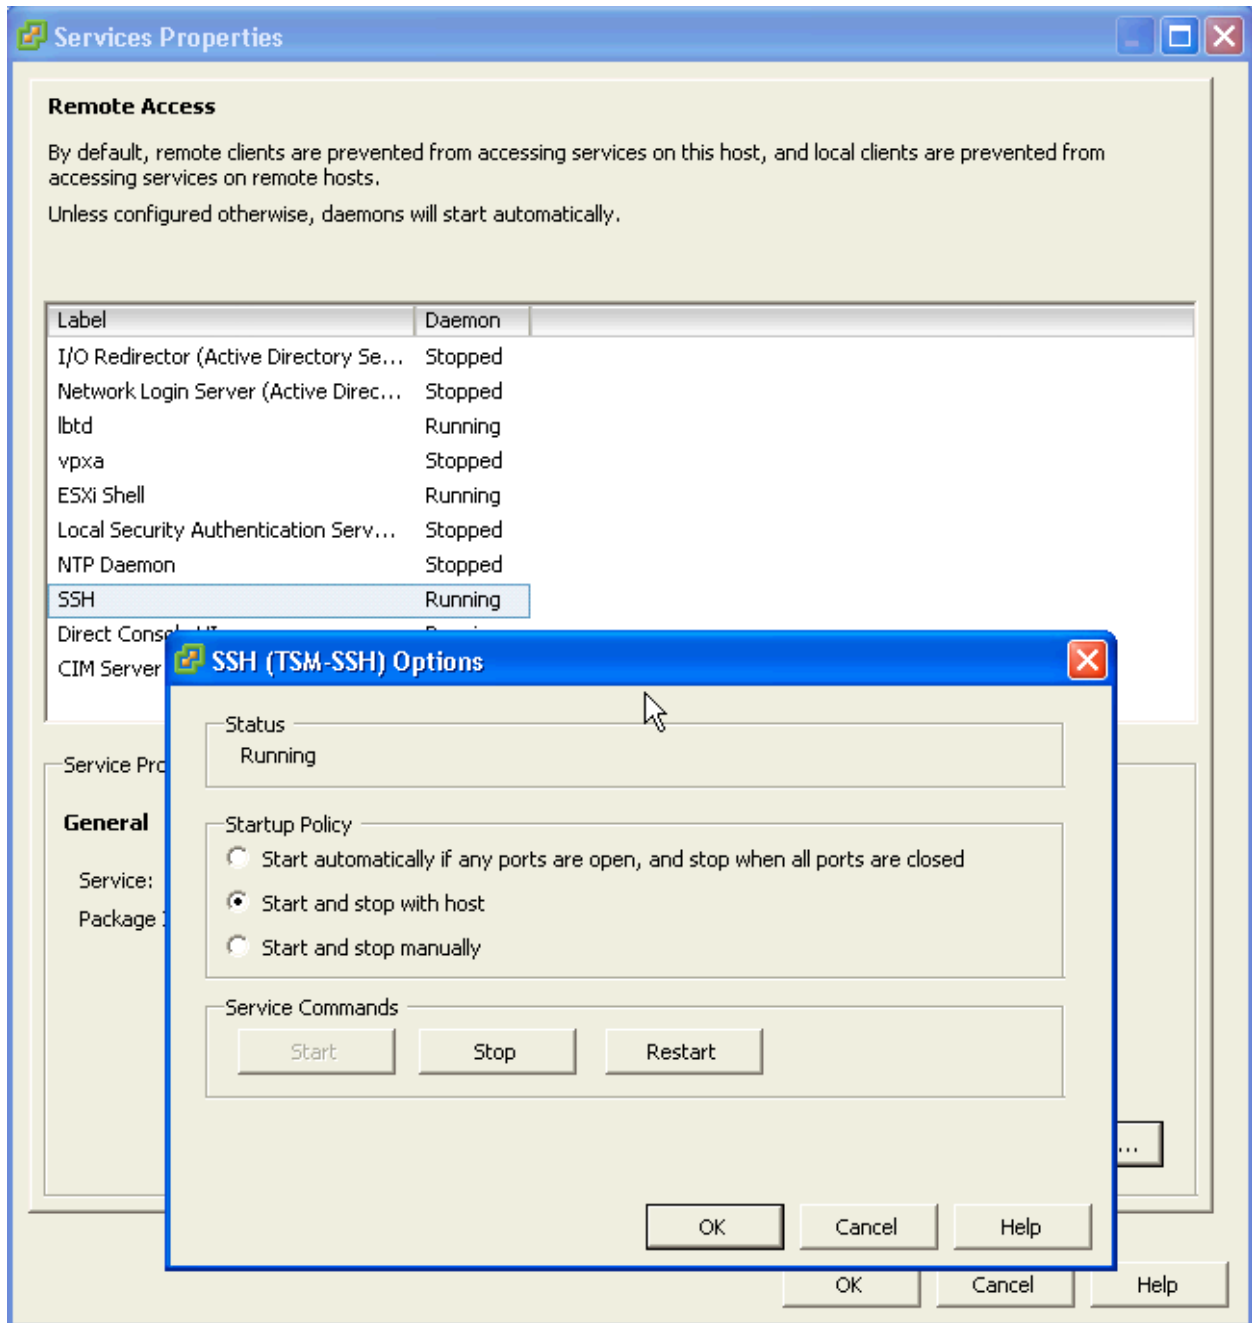 Services Properties
Remote Access
By default, remote clients are prevented from accessing services on this host, and local clients are prevented from
accessing services on remote hosts.
Unless configured otherwise, daemons will start automatically.
Label Daemon
I/O Redirector (Active Directory Se... Stopped
Network Login Server (Active Direc... Stopped
lbtd Running
vpxa Stopped
ESXi Shell Running
Local Security Authentication Serv... Stopped
NTP Daemon Stopped
SSH Running
Direct Console UI
CIM Server
SSH (TSM-SSH) Options
Status
Running
Service Pro
General
Startup Policy
Start automatically if any ports are open, and stop when all ports are closed
Service:
Start and stop with host
Package
Start and stop manually
Service Commands
Start Stop Restart
...
OK Cancel Help
OK Cancel Help